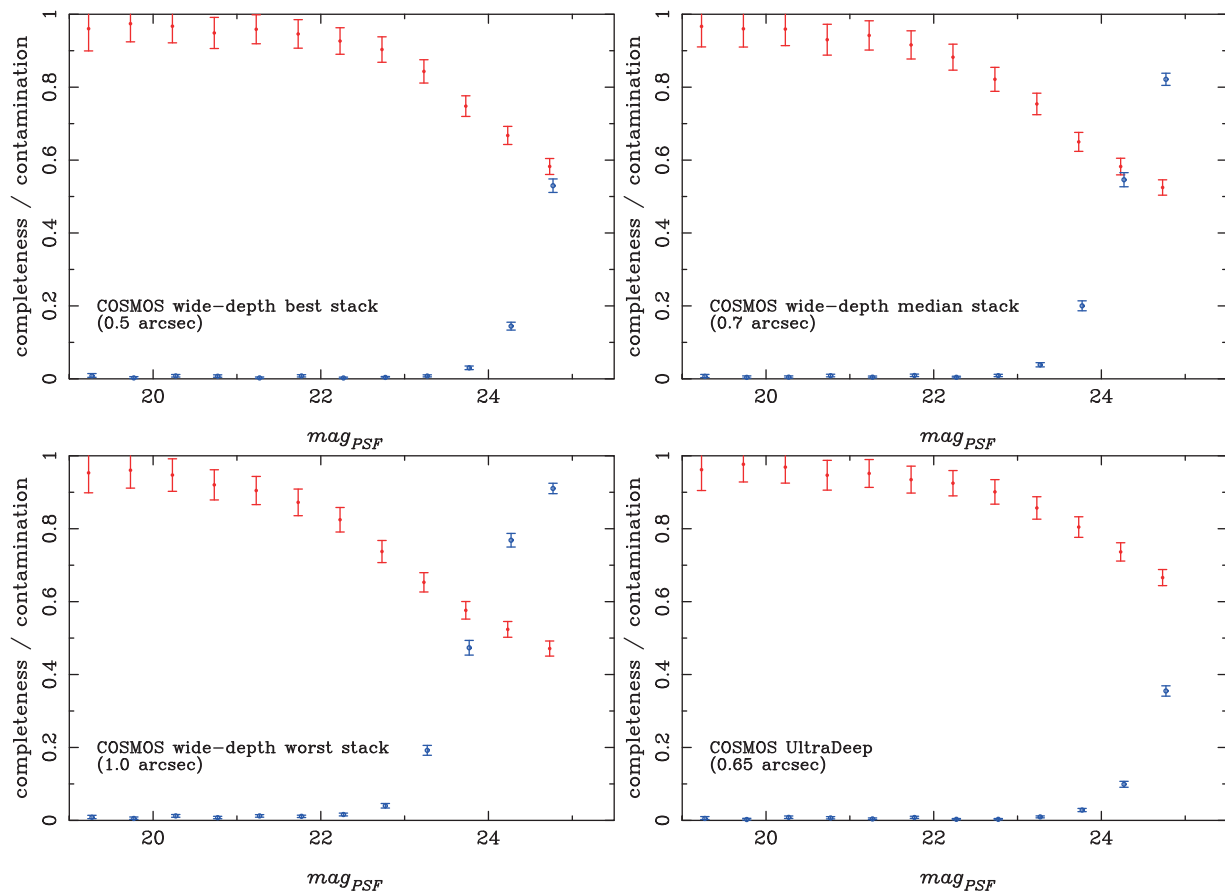 completeness / contamination
0
0.2
0.4
0.6
0.8
1
COSMOS wide-depth best stack
(0.5 arcsec)
20
22
24
mag_PSF
completeness / contamination
0
0.2
0.4
0.6
0.8
1
COSMOS wide-depth median stack
(0.7 arcsec)
20
22
24
mag_PSF
completeness / contamination
0
0.2
0.4
0.6
0.8
1
COSMOS wide-depth worst stack
(1.0 arcsec)
20
22
24
mag_PSF
completeness / contamination
0
0.2
0.4
0.6
0.8
1
COSMOS UltraDeep
(0.65 arcsec)
20
22
24
mag_PSF